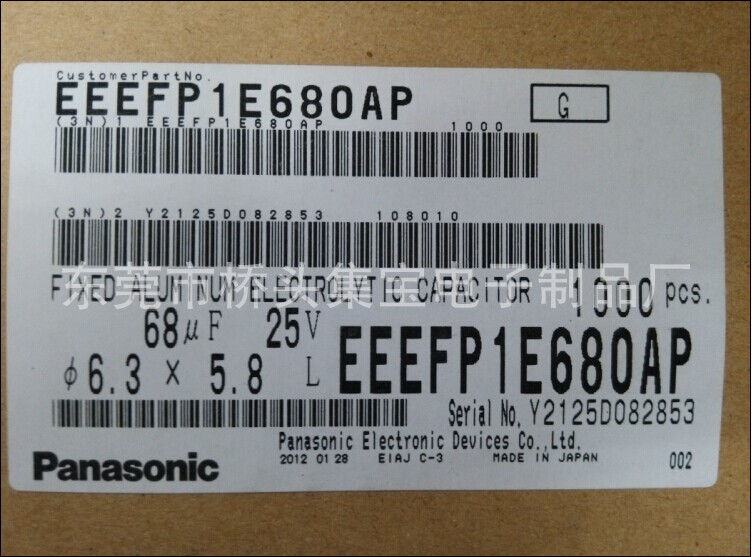 CustomerPartNo.
EEEFP1E680AP G
(3N)1 EEEFP1E680AP 1000
(3N)2 Y2125D082853 108010
东莞市桥头集宝电子制品厂
FIXED ALUMINUM ELECTROLYTIC CAPACITOR 1000 pcs.
68μF 25V
φ6.3 × 5.8 L EEEFP1E680AP
Serial No. Y2125D082853
Panasonic Electronic Devices Co.,Ltd.
Panasonic 2012 01 28 EIAJ C-3 MADE IN JAPAN 002